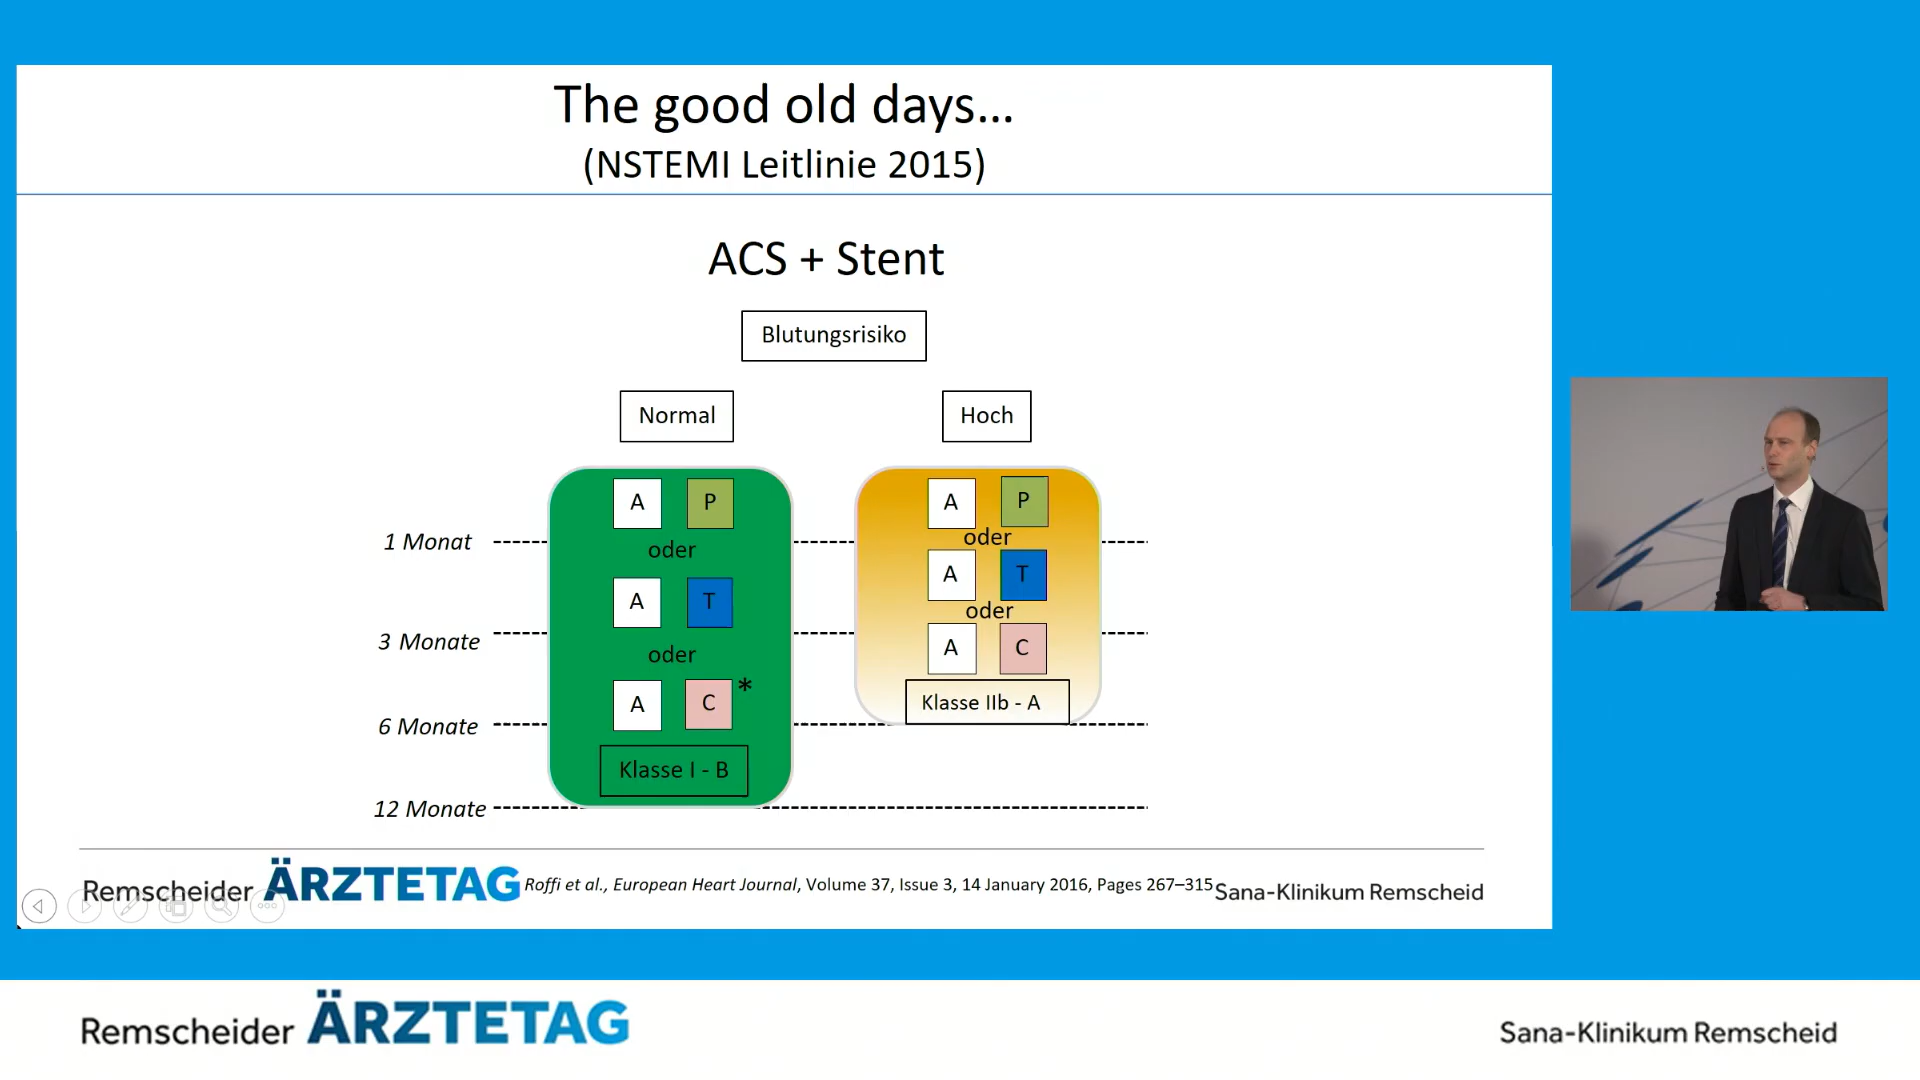 The good old days...
(NSTEMI Leitlinie 2015)
ACS + Stent
Blutungsrisiko
Normal
Hoch
A P
A P
1 Monat
oder
oder
A T
A T
oder
3 Monate
oder
A C
A C *
Klasse IIb - A
6 Monate
Klasse I - B
12 Monate
Remscheider ÄRZTETAG
Roffi et al., European Heart Journal, Volume 37, Issue 3, 14 January 2016, Pages 267–315
Sana-Klinikum Remscheid
Remscheider ÄRZTETAG
Sana-Klinikum Remscheid